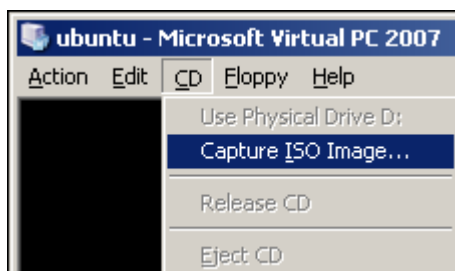 ubuntu - Microsoft Virtual PC 2007
Action Edit CD Floppy Help
Use Physical Drive D:
Capture ISO Image...
Release CD
Eject CD